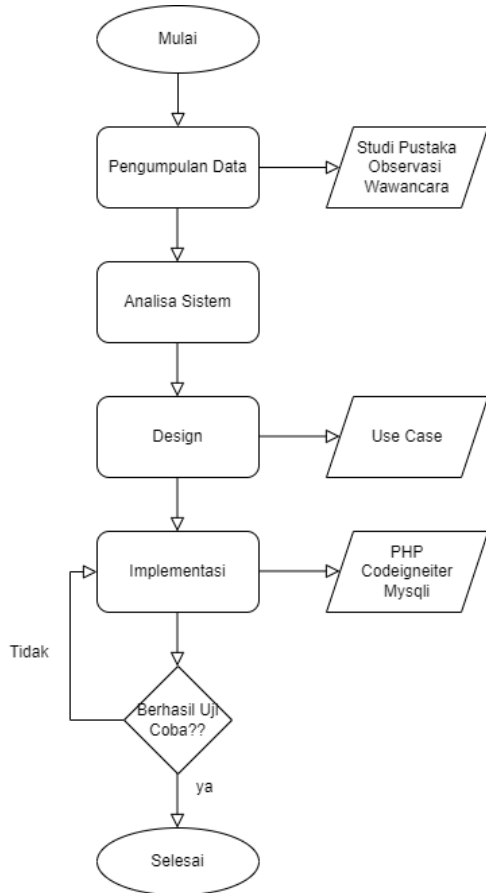 Mulai
Pengumpulan Data
Studi Pustaka
Observasi
Wawancara
Analisa Sistem
Design
Use Case
Implementasi
PHP
Codeigneiter
Mysqli
Tidak
Berhasil Uji
Coba??
ya
Selesai